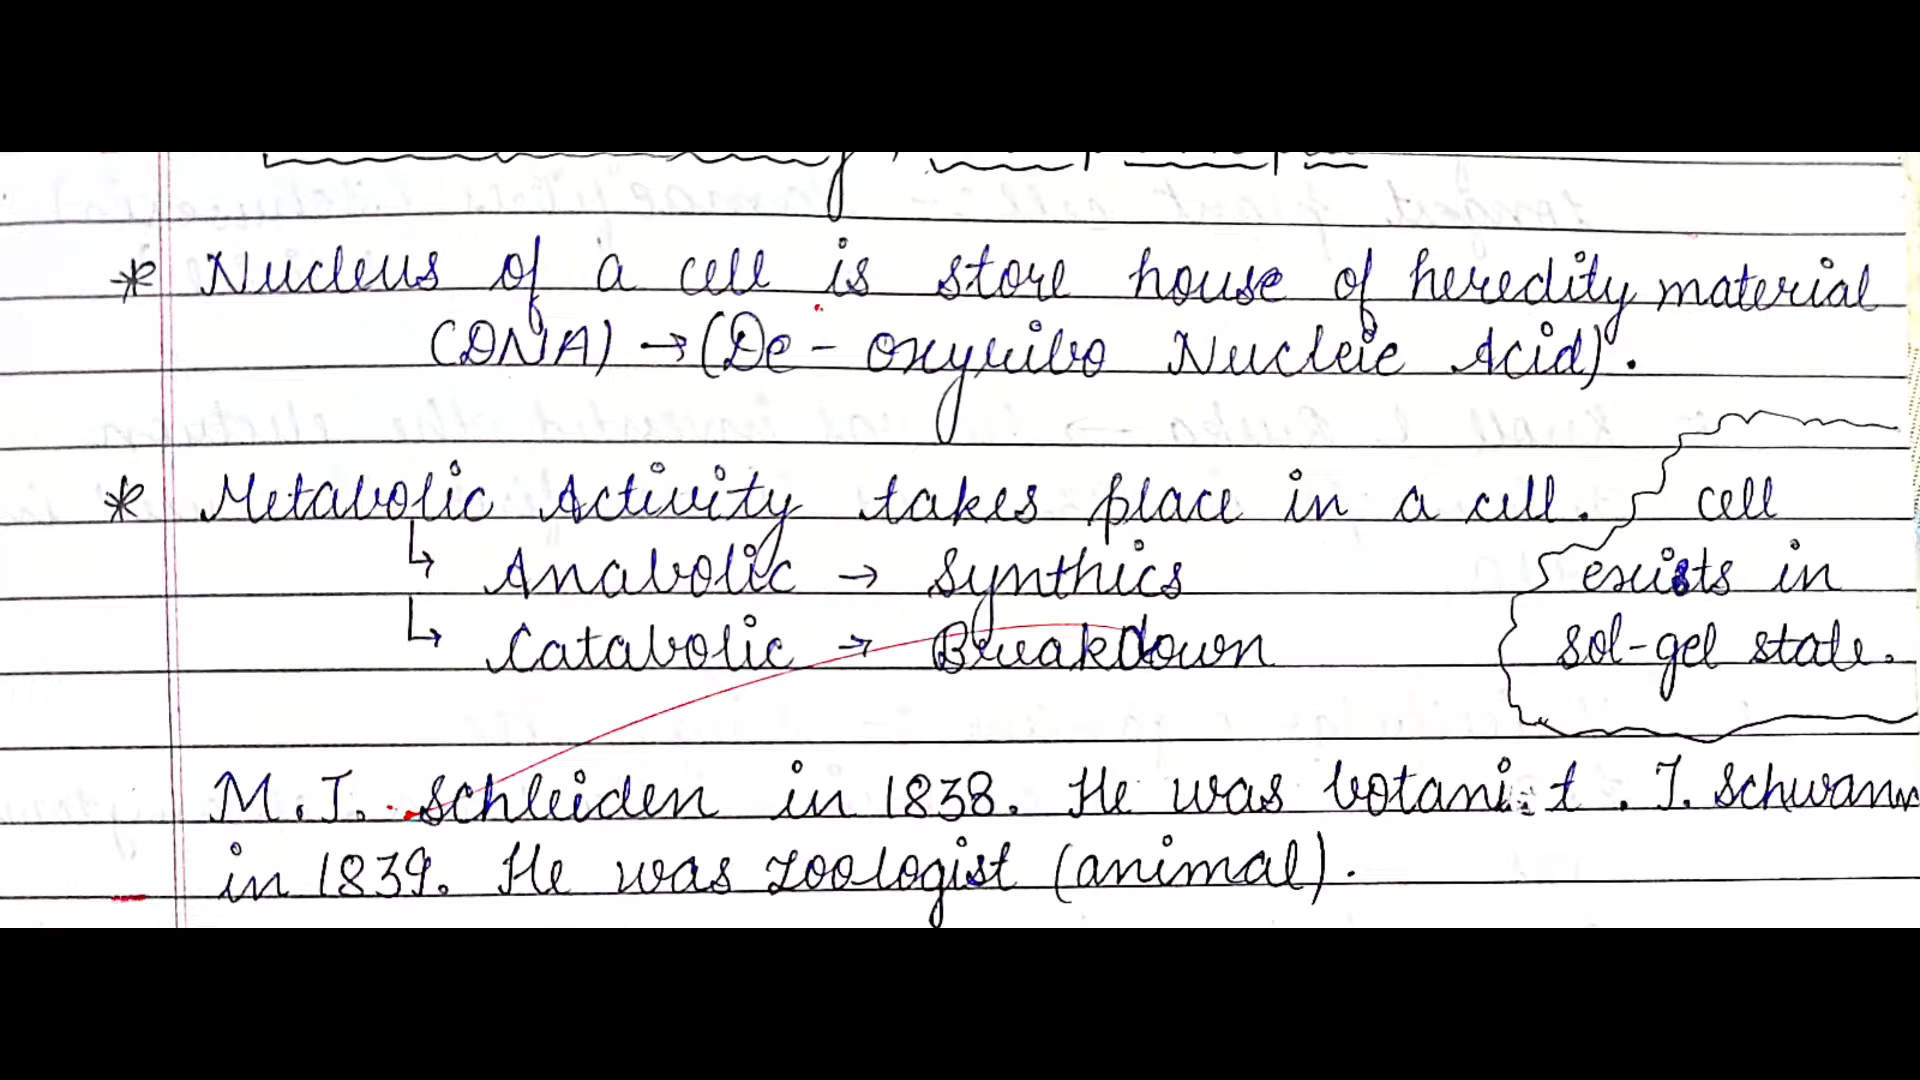 * Nucleus of a cell is store house of heredity material
(DNA) → (De - oxyribo Nucleic Acid).
* Metabolic Activity takes place in a cell.
↳ Anabolic → Synthics
↳ Catabolic → Breakdown
cell
exists in
sol-gel state.
M. J. Schleiden in 1838. He was botanist. T. Schwann
in 1839. He was zoologist (animal).